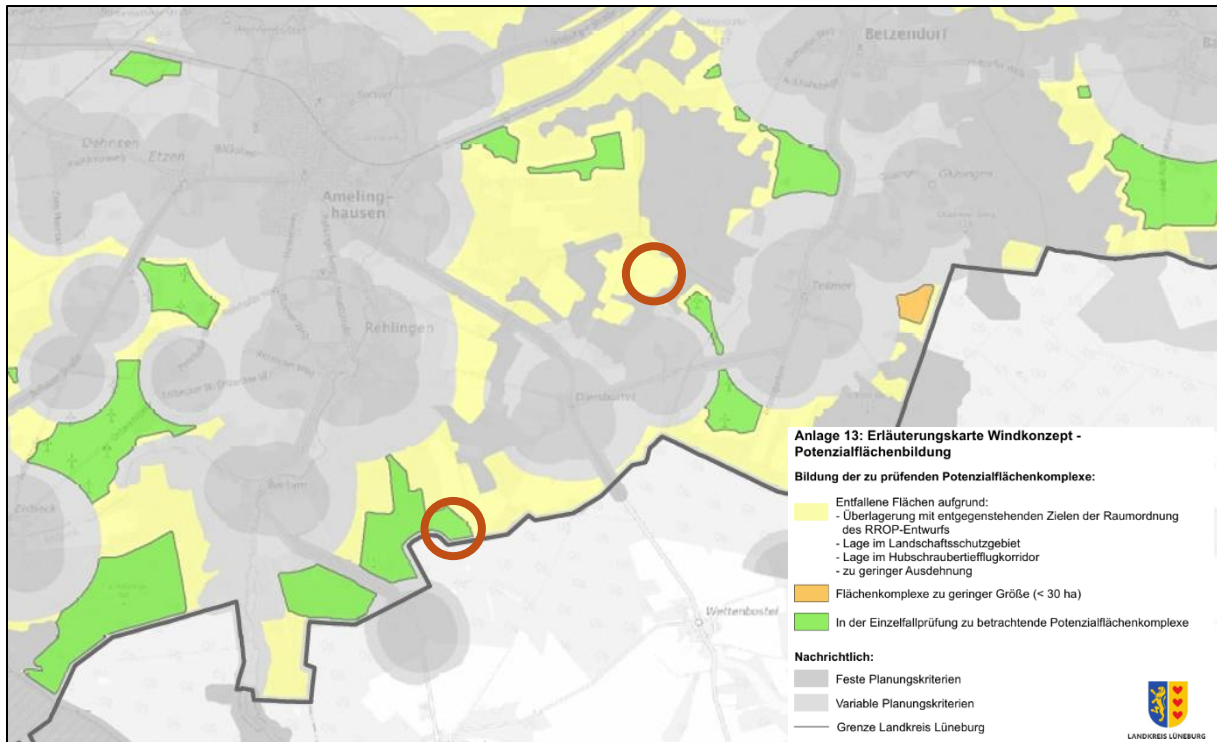 Betzendorf
Dehnsen
Etzen
Ameling-
hausen
Glüsingen
Tellmer
Rehlingen
Diersbüttel
Wettenbostel
Anlage 13: Erläuterungskarte Windkonzept -
Potenzialflächenbildung
Bildung der zu prüfenden Potenzialflächenkomplexe:
Entfallene Flächen aufgrund:
- Überlagerung mit entgegenstehenden Zielen der Raumordnung
des RROP-Entwurfs
- Lage im Landschaftsschutzgebiet
- Lage im Hubschraubertiefflugkorridor
- zu geringer Ausdehnung
Flächenkomplexe zu geringer Größe (< 30 ha)
In der Einzelfallprüfung zu betrachtende Potenzialflächenkomplexe
Nachrichtlich:
Feste Planungskriterien
Variable Planungskriterien
Grenze Landkreis Lüneburg
LANDKREIS LÜNEBURG